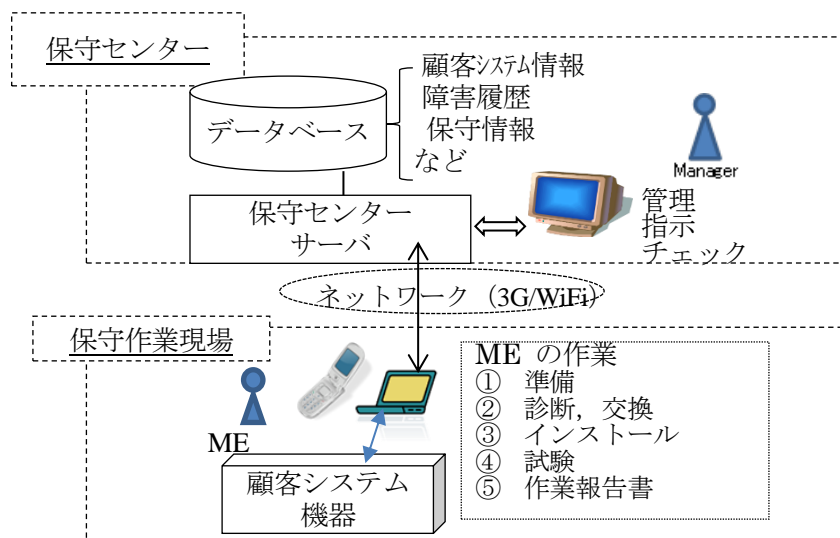 保守センター
データベース
顧客システム情報
障害履歴
保守情報
など
Manager
管理
指示
チェック
保守センター
サーバ
ネットワーク（3G/WiFi）
保守作業現場
ME
顧客システム
機器
ME の作業
① 準備
② 診断，交換
③ インストール
④ 試験
⑤ 作業報告書